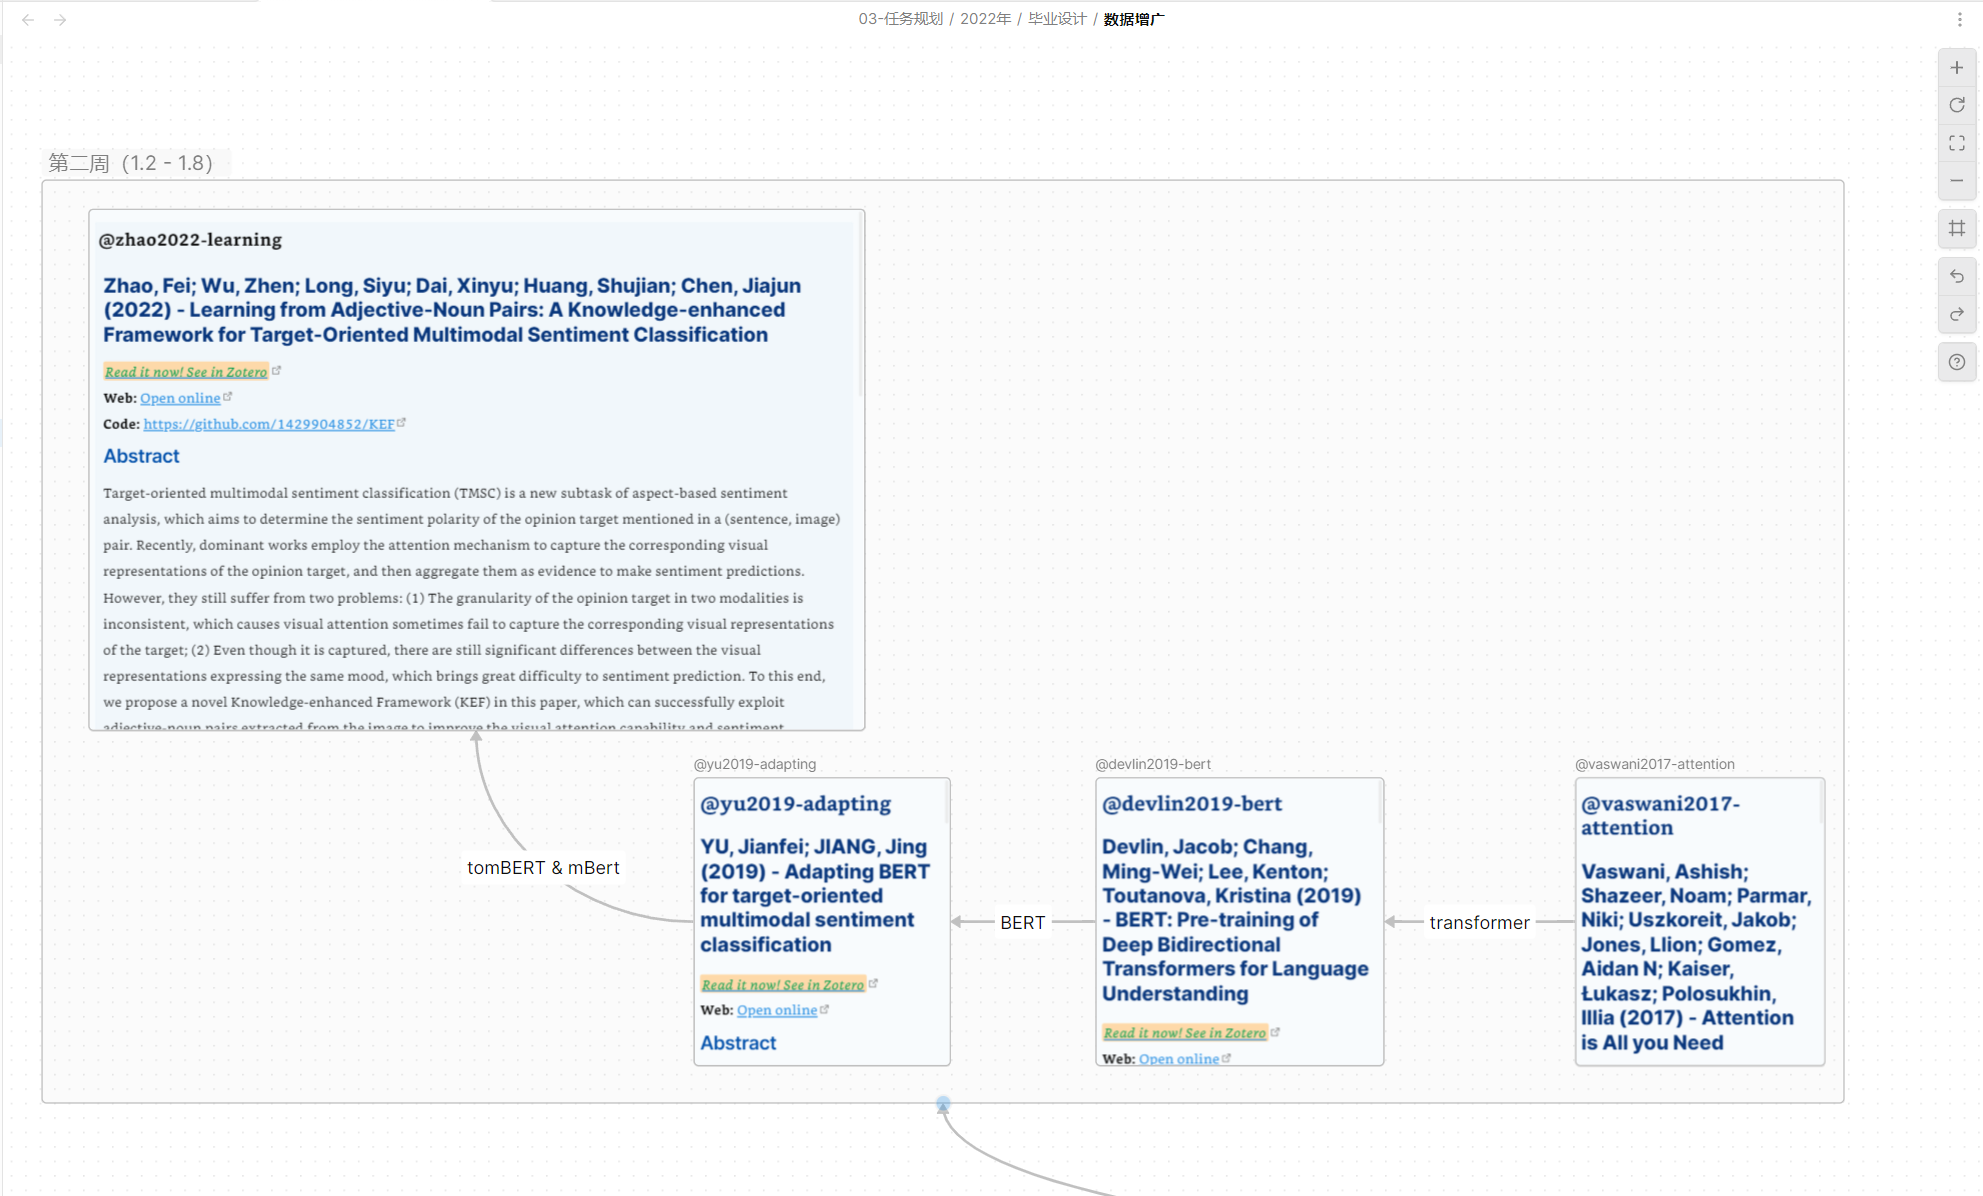 03-任务规划 / 2022年 / 毕业设计 / 数据增广
第二周（1.2 - 1.8）
@zhao2022-learning
Zhao, Fei; Wu, Zhen; Long, Siyu; Dai, Xinyu; Huang, Shujian; Chen, Jiajun
(2022) - Learning from Adjective-Noun Pairs: A Knowledge-enhanced
Framework for Target-Oriented Multimodal Sentiment Classification
Read it now! See in Zotero
Web: Open online
Code: https://github.com/1429904852/KEF
Abstract
Target-oriented multimodal sentiment classification (TMSC) is a new subtask of aspect-based sentiment
analysis, which aims to determine the sentiment polarity of the opinion target mentioned in a (sentence, image)
pair. Recently, dominant works employ the attention mechanism to capture the corresponding visual
representations of the opinion target, and then aggregate them as evidence to make sentiment predictions.
However, they still suffer from two problems: (1) The granularity of the opinion target in two modalities is
inconsistent, which causes visual attention sometimes fail to capture the corresponding visual representations
of the target; (2) Even though it is captured, there are still significant differences between the visual
representations expressing the same mood, which brings great difficulty to sentiment prediction. To this end,
we propose a novel Knowledge-enhanced Framework (KEF) in this paper, which can successfully exploit
adjective-noun pairs extracted from the image to improve the visual attention capability and sentiment
tomBERT & mBert
@yu2019-adapting
@yu2019-adapting
YU, Jianfei; JIANG, Jing
(2019) - Adapting BERT
for target-oriented
multimodal sentiment
classification
Read it now! See in Zotero
Web: Open online
Abstract
BERT
@devlin2019-bert
@devlin2019-bert
Devlin, Jacob; Chang,
Ming-Wei; Lee, Kenton;
Toutanova, Kristina (2019)
- BERT: Pre-training of
Deep Bidirectional
Transformers for Language
Understanding
Read it now! See in Zotero
Web: Open online
transformer
@vaswani2017-attention
@vaswani2017-
attention
Vaswani, Ashish;
Shazeer, Noam; Parmar,
Niki; Uszkoreit, Jakob;
Jones, Llion; Gomez,
Aidan N; Kaiser,
Łukasz; Polosukhin,
Illia (2017) - Attention
is All you Need